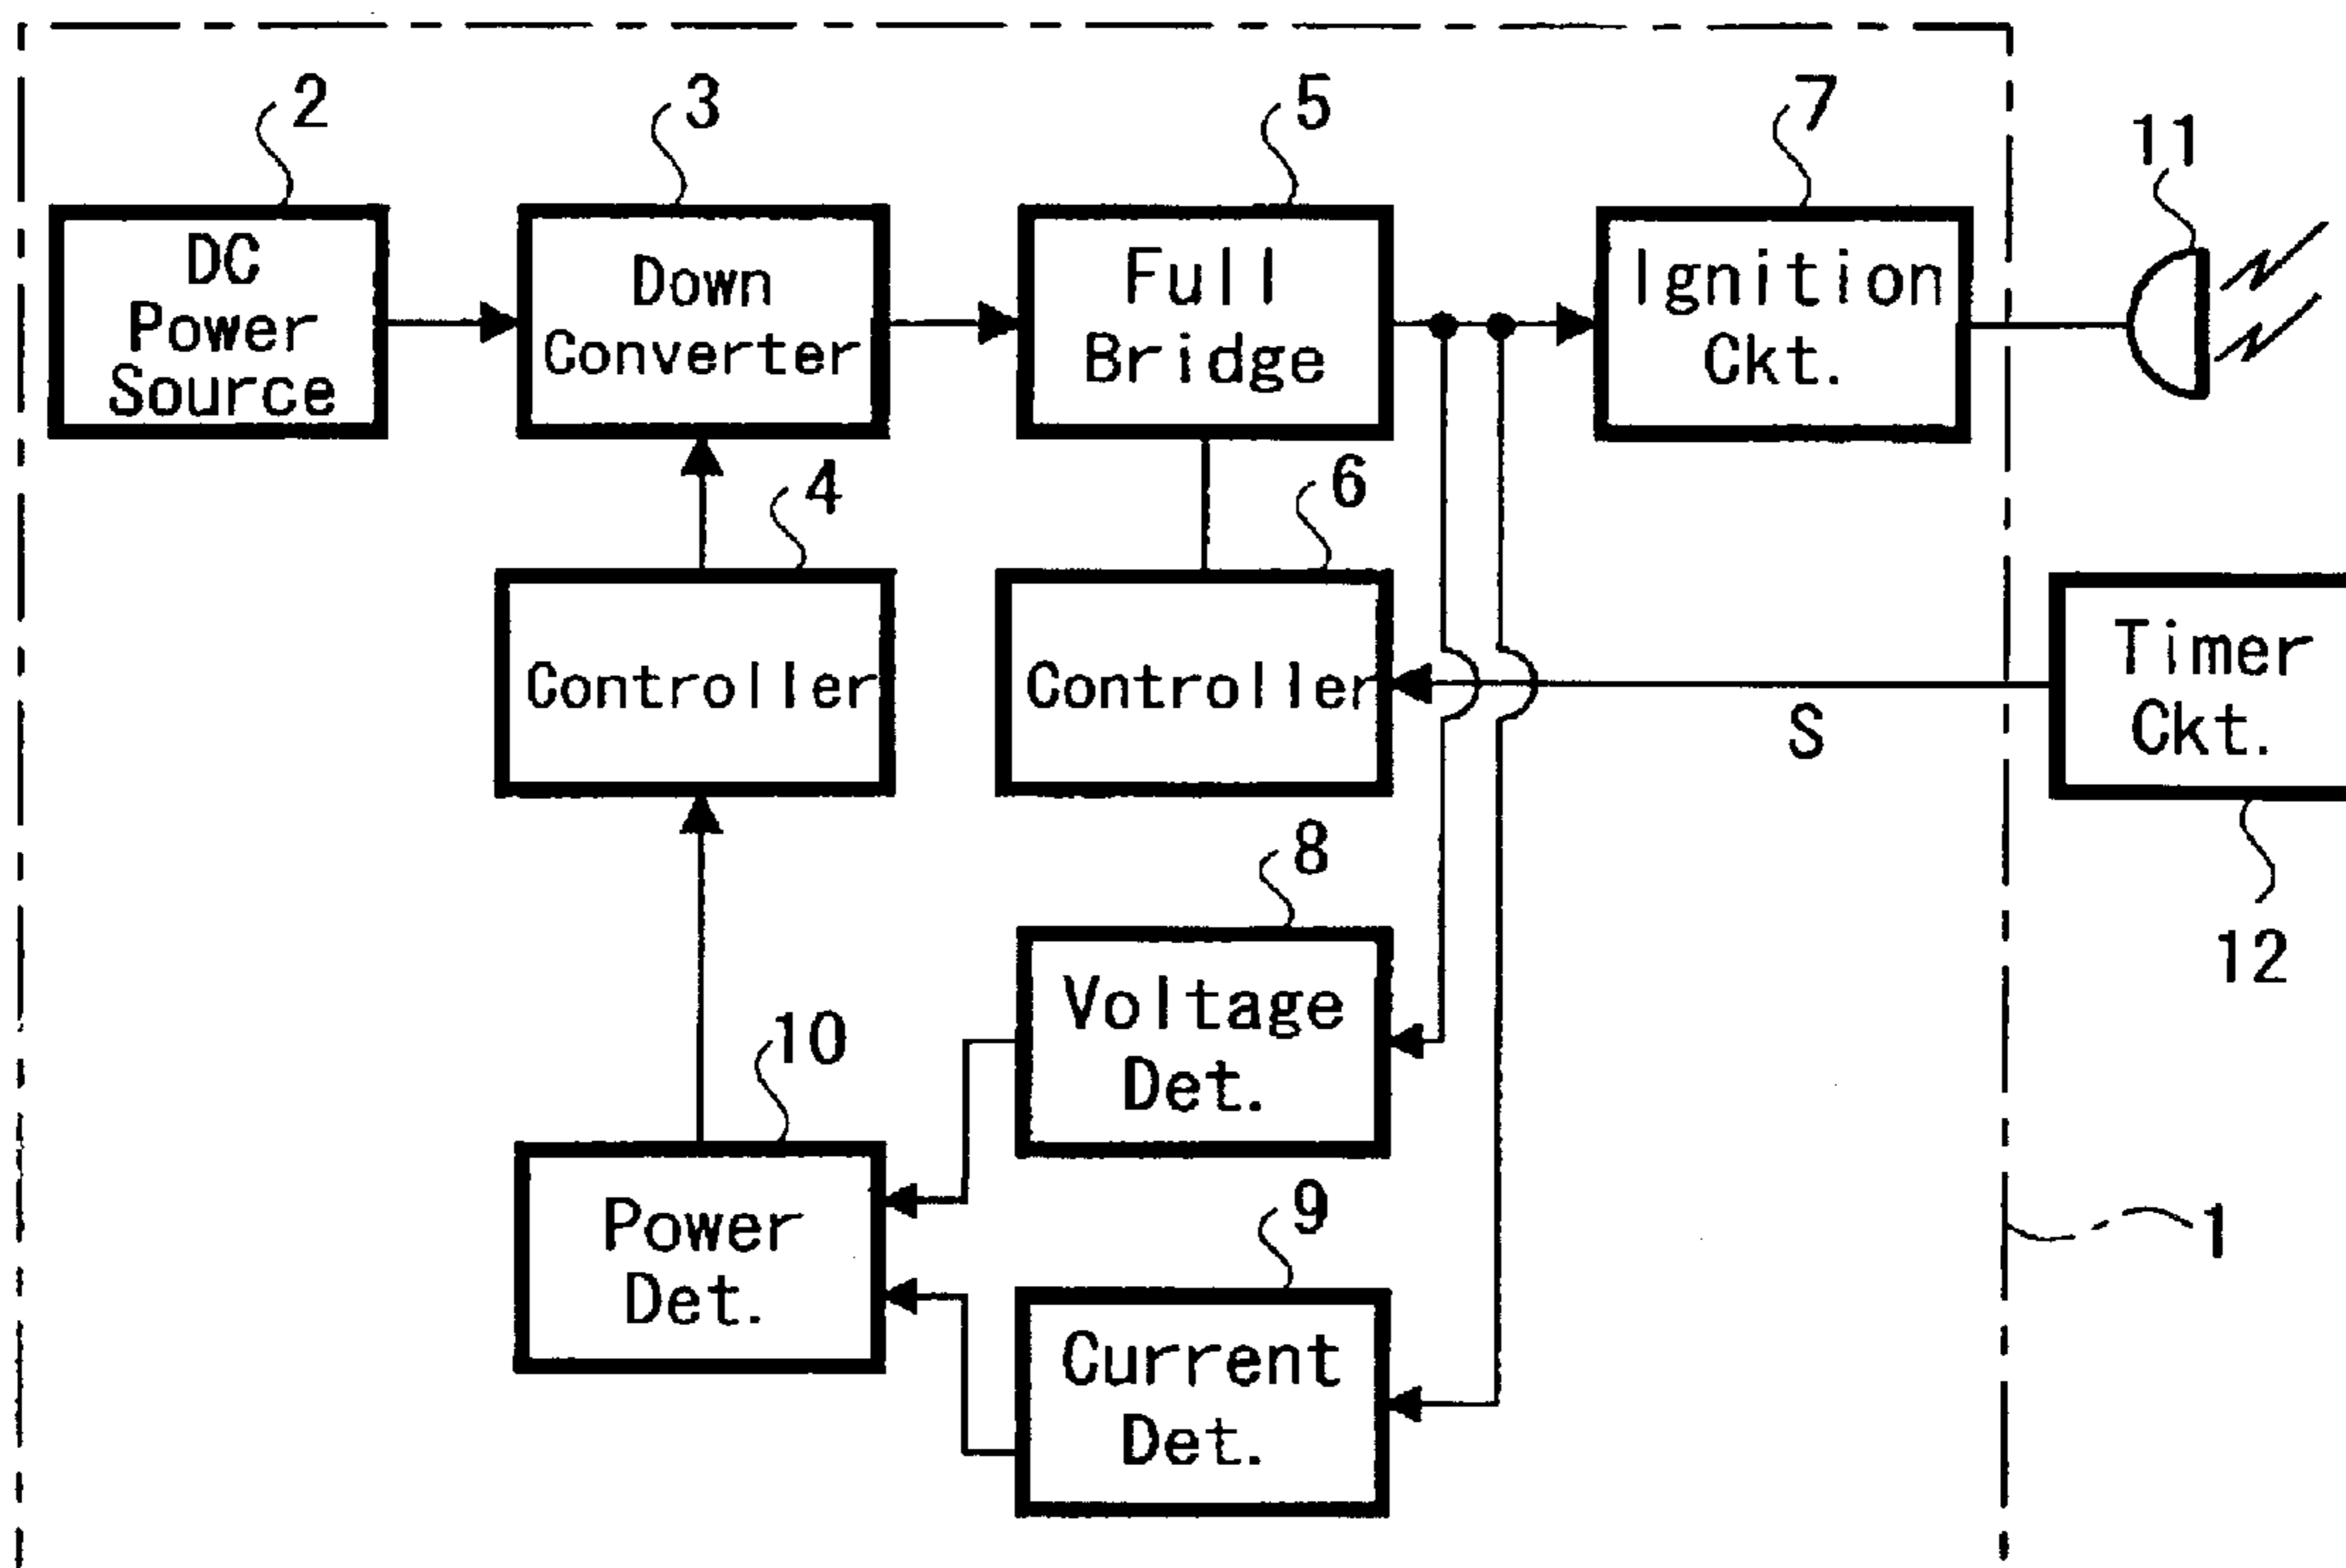 2
3
5
7
11
DC
Power
Source
Down
Converter
Full
Bridge
Ignition
Ckt.
4
6
Controller
Controller
Timer
Ckt.
S
8
12
Voltage
Det.
10
9
Power
Det.
1
Current
Det.